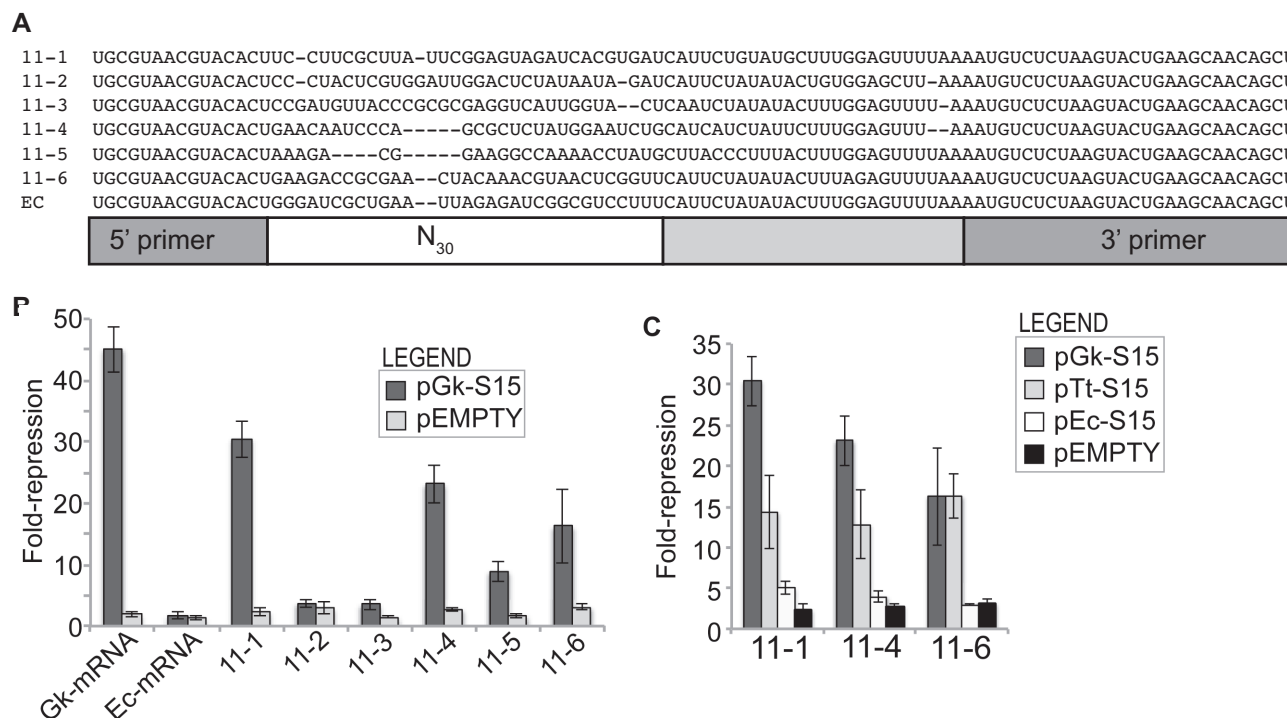 A
11-1 UGCGUAACGUACACUUC-CUUCGCUUA-UUCGGAGUAGAUCACGUGAUCAUUCUGUAUGCUUUGGAGUUUUAAAAUGUCUCUAAGUACUGAAGCAACAGCU
11-2 UGCGUAACGUACACUCC-CUACUCGUGGAUUGGACUCUAUAAUA-GAUCAUUCUAUAUACUGUGGAGCUU-AAAAUGUCUCUAAGUACUGAAGCAACAGCU
11-3 UGCGUAACGUACACUCCGAUGUUACCCGCGCGAGGUCAUUGGUA--CUCAAUCUAUAUACUUUGGAGUUUU-AAAUGUCUCUAAGUACUGAAGCAACAGCU
11-4 UGCGUAACGUACACUGAACAAUCCCA-----GCGCUCUAUGGAAUCUGCAUCAUCUAUUCUUUGGAGUUU--AAAUGUCUCUAAGUACUGAAGCAACAGCU
11-5 UGCGUAACGUACACUAAAGA----CG-----GAAGGCCAAAACCUAUGCUUACCCUUUACUUUGGAGUUUUAAAAUGUCUCUAAGUACUGAAGCAACAGCU
11-6 UGCGUAACGUACACUGAAGACCGCGAA--CUACAAACGUAACUCGGUUCAUUCUAUAUACUUUAGAGUUUUAAAAUGUCUCUAAGUACUGAAGCAACAGCU
EC UGCGUAACGUACACUGGGAUCGCUGAA--UUAGAGAUCGGCGUCCUUUCAUUCUAUAUACUUUGGAGUUUUAAAAUGUCUCUAAGUACUGAAGCAACAGCU
5' primer N30 3' primer
B
Fold-repression
50
40
30
20
10
0
LEGEND
pGk-S15
pEMPTY
Gk-mRNA Ec-mRNA 11-1 11-2 11-3 11-4 11-5 11-6
C
Fold-repression
35
30
25
20
15
10
5
0
LEGEND
pGk-S15
pTt-S15
pEc-S15
pEMPTY
11-1 11-4 11-6